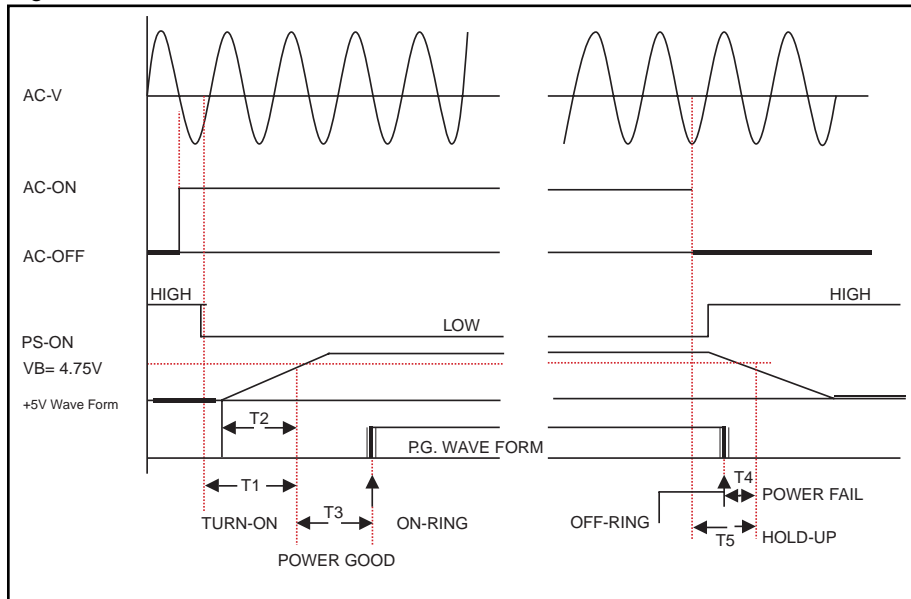 AC-V
AC-ON
AC-OFF
HIGH
HIGH
LOW
PS-ON
VB= 4.75V
+5V Wave Form
T2
P.G. WAVE FORM
T1
T4
POWER FAIL
T3
TURN-ON
ON-RING
OFF-RING
T5
HOLD-UP
POWER GOOD